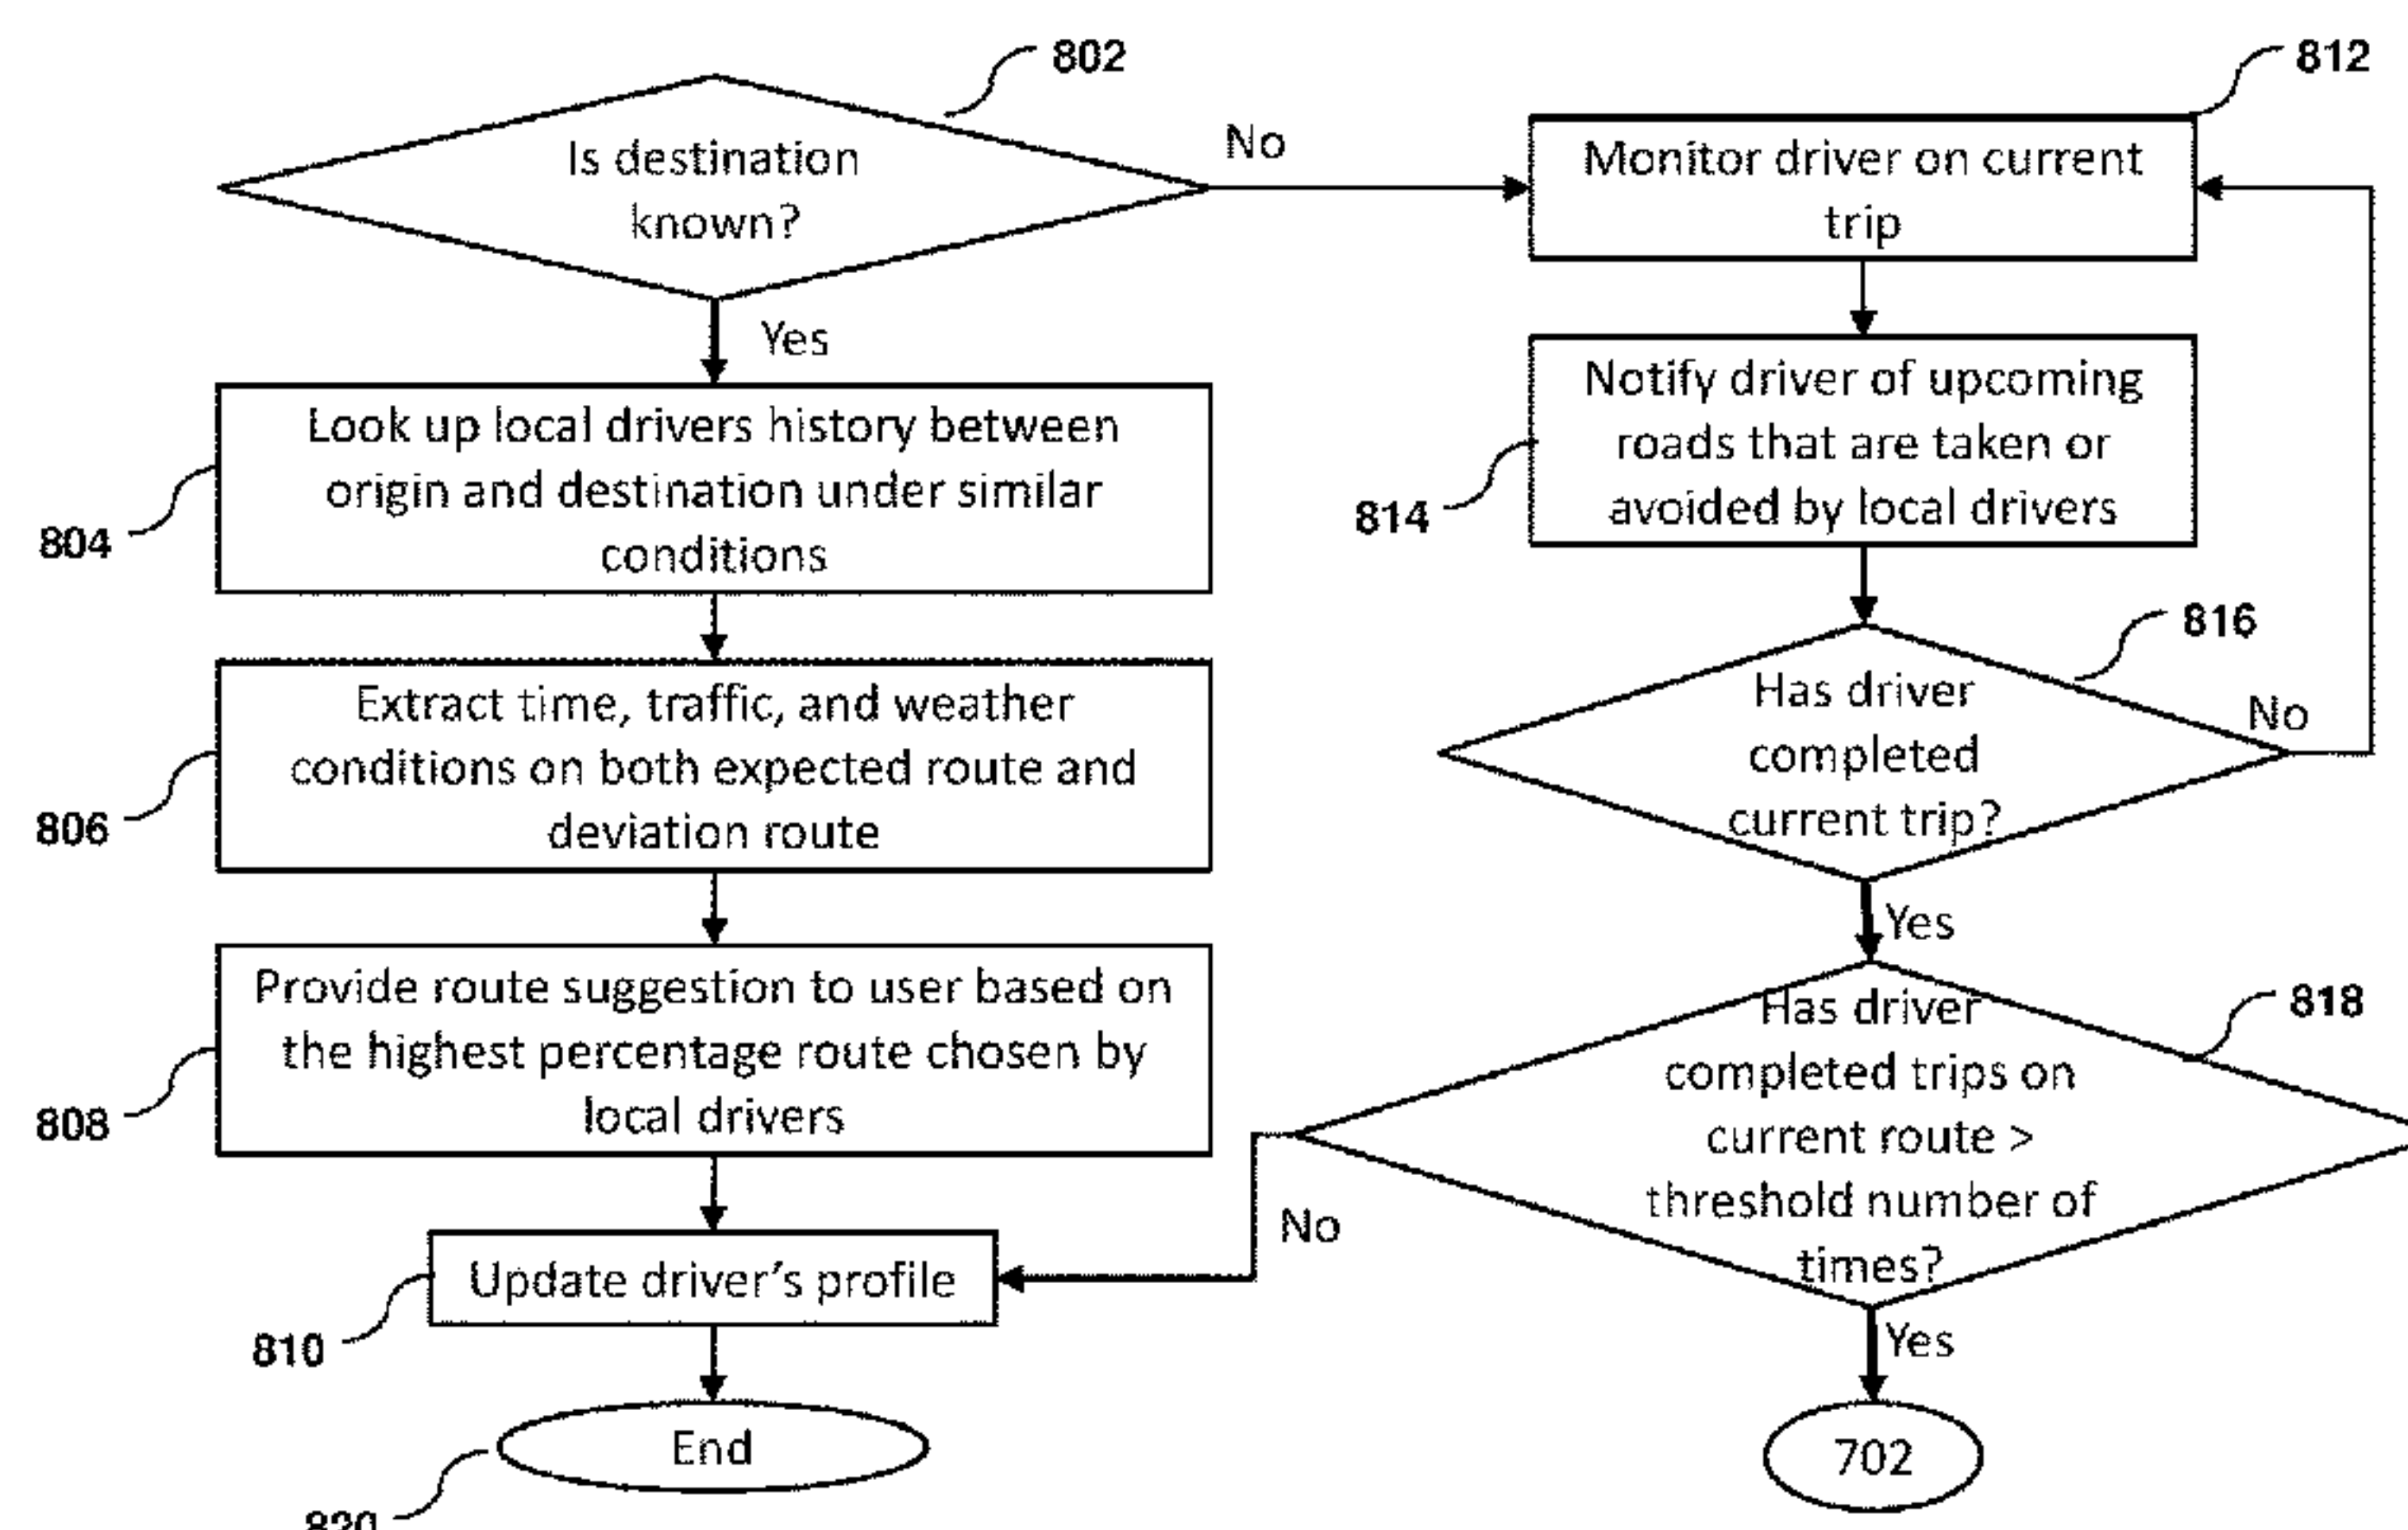 802
Is destination
known?
No
Yes
804
Look up local drivers history between
origin and destination under similar
conditions
806
Extract time, traffic, and weather
conditions on both expected route and
deviation route
808
Provide route suggestion to user based on
the highest percentage route chosen by
local drivers
810
Update driver's profile
End
820
812
Monitor driver on current
trip
814
Notify driver of upcoming
roads that are taken or
avoided by local drivers
816
Has driver
completed
current trip?
No
Yes
818
Has driver
completed trips on
current route >
threshold number of
times?
No
Yes
702